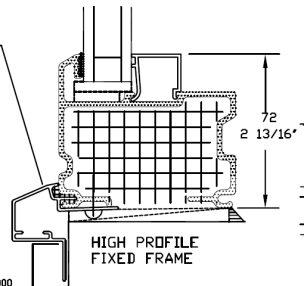 72
2 13/16"
HIGH PROFILE
FIXED FRAME